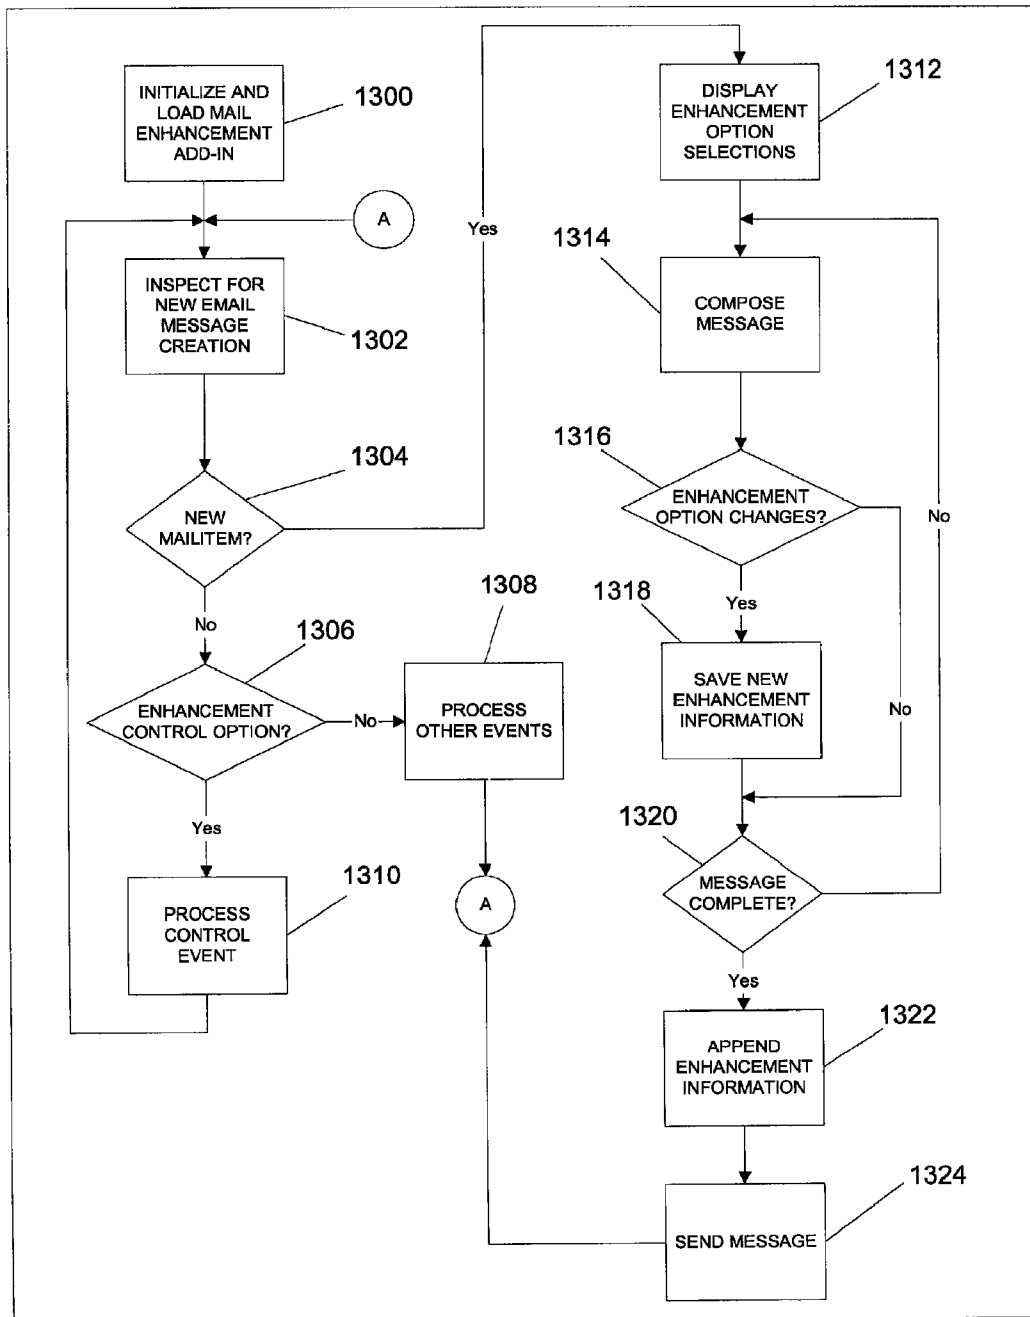 INITIALIZE AND
LOAD MAIL
ENHANCEMENT
ADD-IN
1300
A
INSPECT FOR
NEW EMAIL
MESSAGE
CREATION
1302
1304
NEW
MAILITEM?
Yes
No
1306
ENHANCEMENT
CONTROL OPTION?
No
1308
PROCESS
OTHER EVENTS
Yes
1310
PROCESS
CONTROL
EVENT
A
1312
DISPLAY
ENHANCEMENT
OPTION
SELECTIONS
1314
COMPOSE
MESSAGE
1316
ENHANCEMENT
OPTION CHANGES?
No
Yes
1318
SAVE NEW
ENHANCEMENT
INFORMATION
No
1320
MESSAGE
COMPLETE?
Yes
1322
APPEND
ENHANCEMENT
INFORMATION
1324
SEND MESSAGE